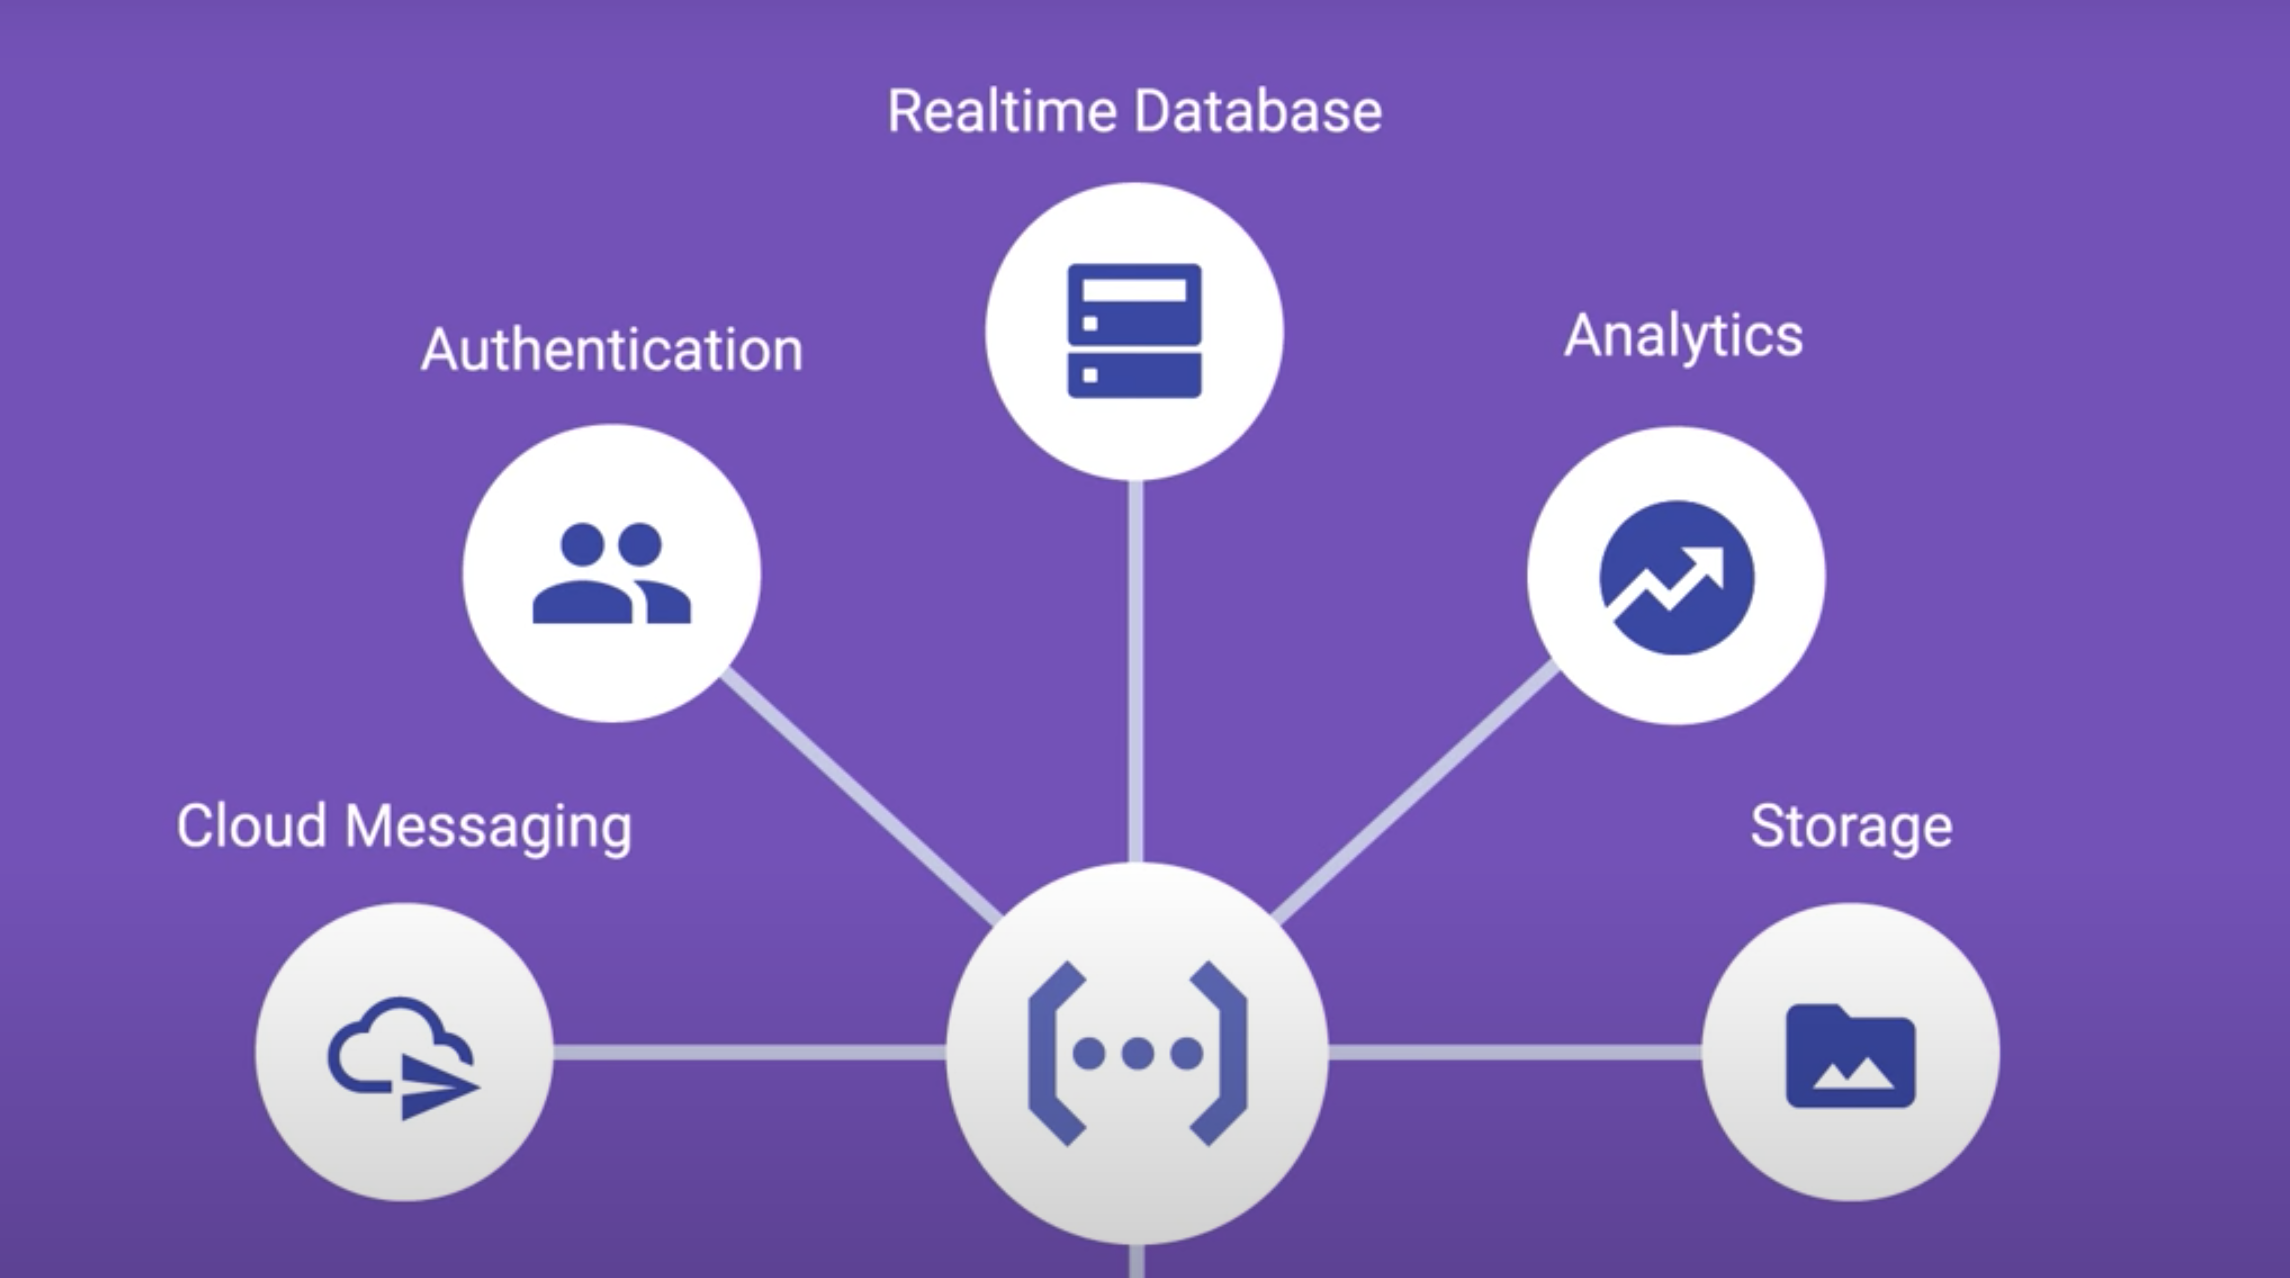 Realtime Database
Authentication
Analytics
Cloud Messaging
Storage